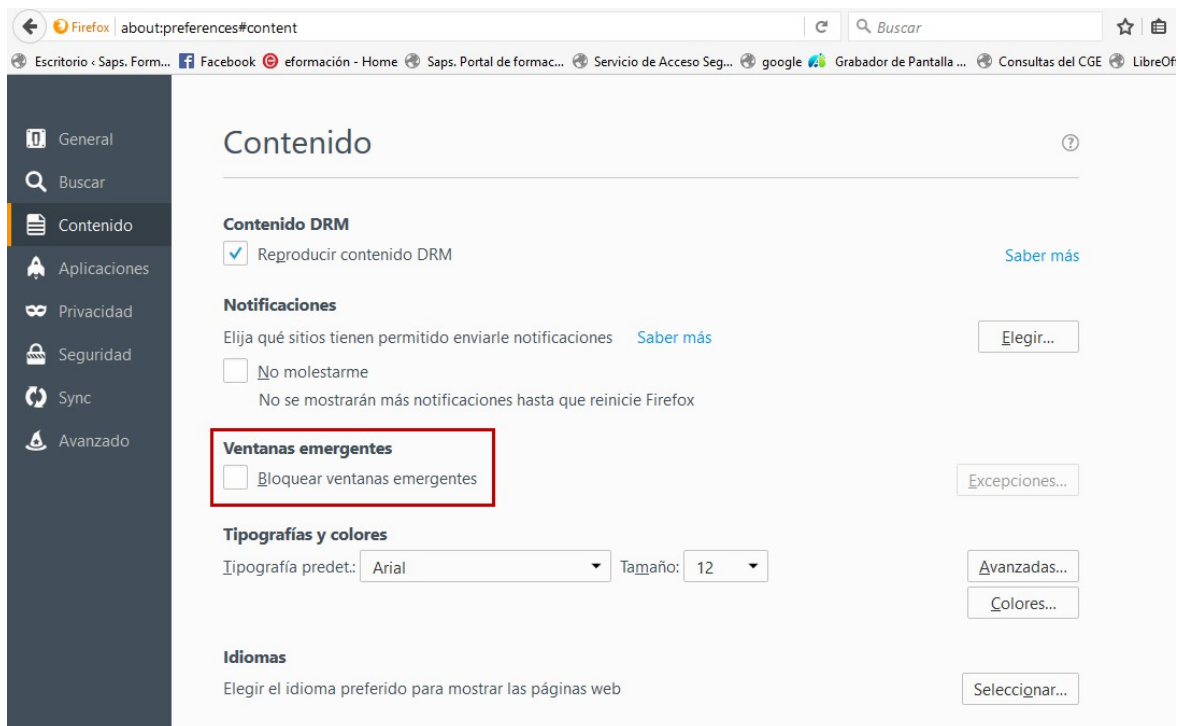 Firefox about:preferences#content Buscar
Escritorio ‹ Saps. Form... Facebook eformación - Home Saps. Portal de formac... Servicio de Acceso Seg... google Grabador de Pantalla ... Consultas del CGE LibreOf
General
Buscar
Contenido
Aplicaciones
Privacidad
Seguridad
Sync
Avanzado
Contenido
Contenido DRM
Reproducir contenido DRM Saber más
Notificaciones
Elija qué sitios tienen permitido enviarle notificaciones Saber más Elegir...
No molestarme
No se mostrarán más notificaciones hasta que reinicie Firefox
Ventanas emergentes
Bloquear ventanas emergentes Excepciones...
Tipografías y colores
Tipografía predet.: Arial Tamaño: 12 Avanzadas...
Colores...
Idiomas
Elegir el idioma preferido para mostrar las páginas web Seleccionar...